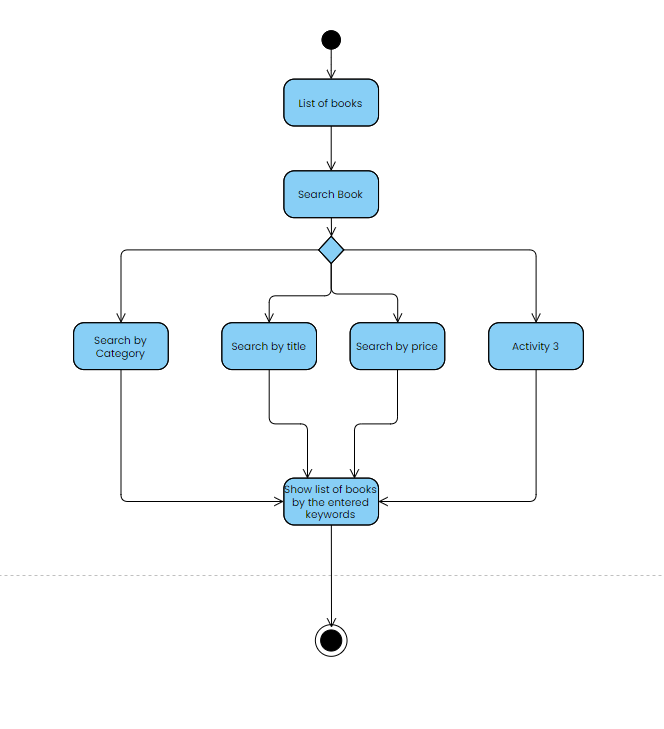 List of books
Search Book
Search by
Category
Search by title
Search by price
Activity 3
Show list of books
by the entered
keywords